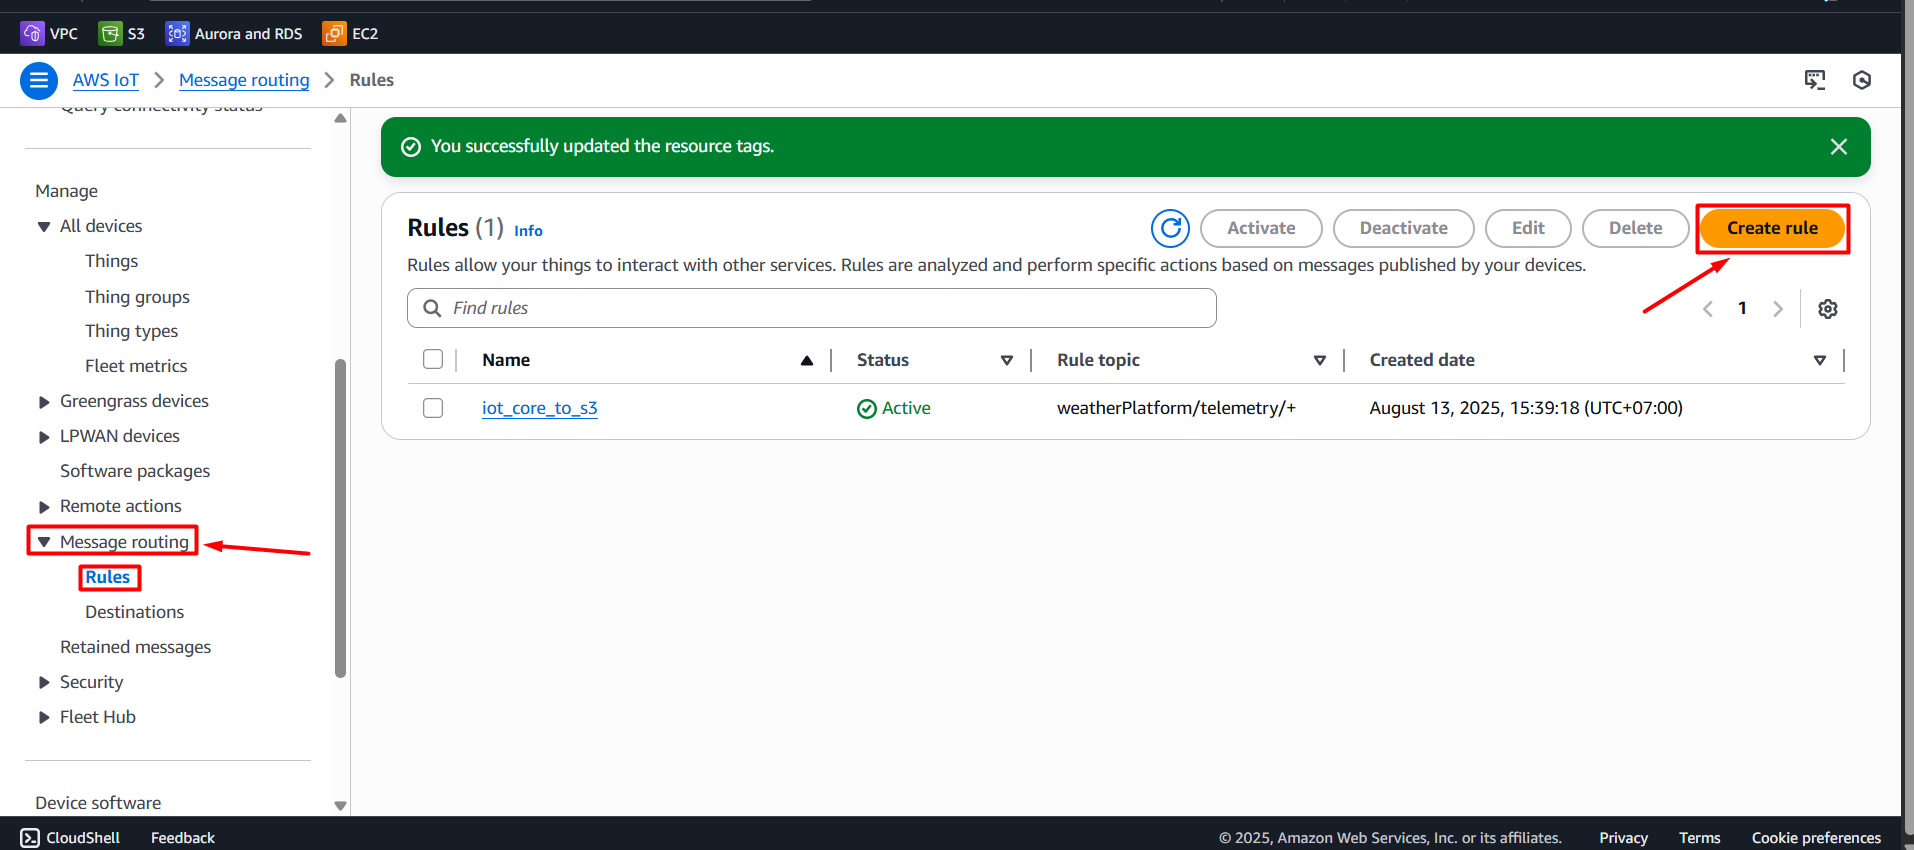 VPC S3 Aurora and RDS EC2
AWS IoT Message routing Rules
Query connectivity status
Manage
All devices
Things
Thing groups
Thing types
Fleet metrics
Greengrass devices
LPWAN devices
Software packages
Remote actions
Message routing
Rules
Destinations
Retained messages
Security
Fleet Hub
Device software
You successfully updated the resource tags.
Rules (1) Info
Activate Deactivate Edit Delete Create rule
Rules allow your things to interact with other services. Rules are analyzed and perform specific actions based on messages published by your devices.
Find rules
1
Name Status Rule topic Created date
iot_core_to_s3 Active weatherPlatform/telemetry/+ August 13, 2025, 15:39:18 (UTC+07:00)
CloudShell Feedback © 2025, Amazon Web Services, Inc. or its affiliates. Privacy Terms Cookie preferences